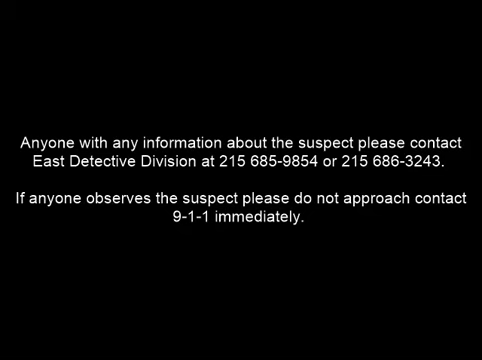 Anyone with any information about the suspect please contact
East Detective Division at 215 685-9854 or 215 686-3243.
If anyone observes the suspect please do not approach contact
9-1-1 immediately.